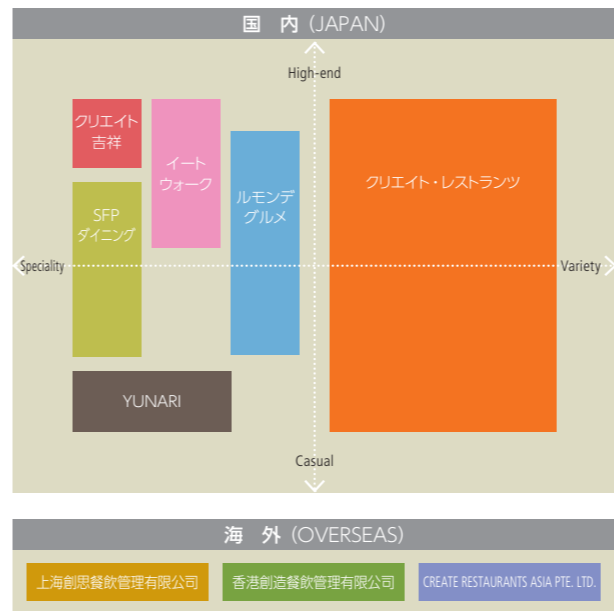 国 内 (JAPAN)
High-end
クリエイト
吉祥
イート
ウォーク
ルモンデ
グルメ
クリエイト・レストランツ
SFP
ダイニング
Speciality
Variety
YUNARI
Casual
海 外 (OVERSEAS)
上海創思餐飲管理有限公司
香港創造餐飲管理有限公司
CREATE RESTAURANTS ASIA PTE. LTD.